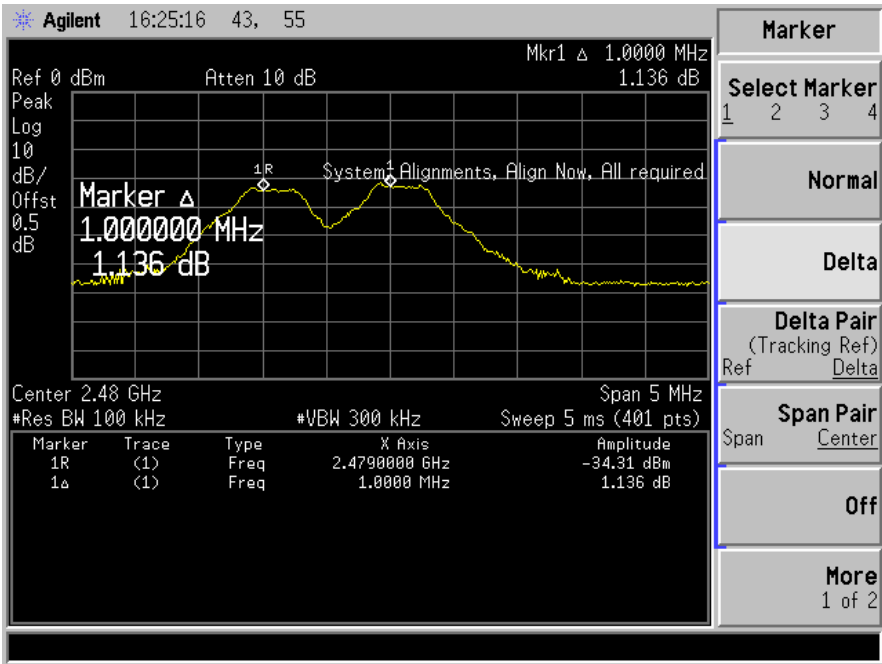 Agilent 16:25:16 43, 55
Mkr1 Δ 1.0000 MHz
Ref 0 dBm Atten 10 dB 1.136 dB
Peak
Log
10
dB/
Offst
0.5
dB
1R
1
System, Alignments, Align Now, All required
Marker Δ
1.000000 MHz
1.136 dB
Center 2.48 GHz Span 5 MHz
#Res BW 100 kHz #VBW 300 kHz Sweep 5 ms (401 pts)
Marker Trace Type X Axis Amplitude
1R (1) Freq 2.4790000 GHz -34.31 dBm
1Δ (1) Freq 1.0000 MHz 1.136 dB
Marker
Select Marker
1 2 3 4
Normal
Delta
Delta Pair
(Tracking Ref)
Ref Delta
Span Pair
Span Center
Off
More
1 of 2